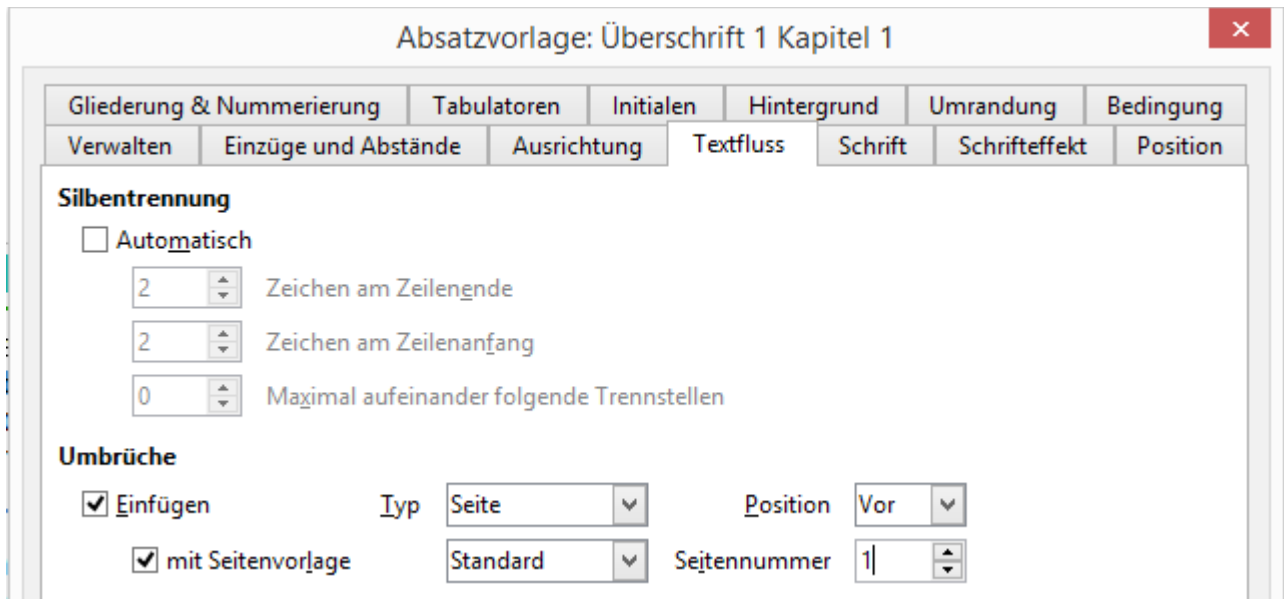 Absatzvorlage: Überschrift 1 Kapitel 1
Gliederung & Nummerierung Tabulatoren Initialen Hintergrund Umrandung Bedingung
Verwalten Einzüge und Abstände Ausrichtung Textfluss Schrift Schrifteffekt Position
Silbentrennung
Automatisch
2 Zeichen am Zeilenende
2 Zeichen am Zeilenanfang
0 Maximal aufeinander folgende Trennstellen
Umbrüche
Einfügen Typ Seite Position Vor
mit Seitenvorlage Standard Seitennummer 1